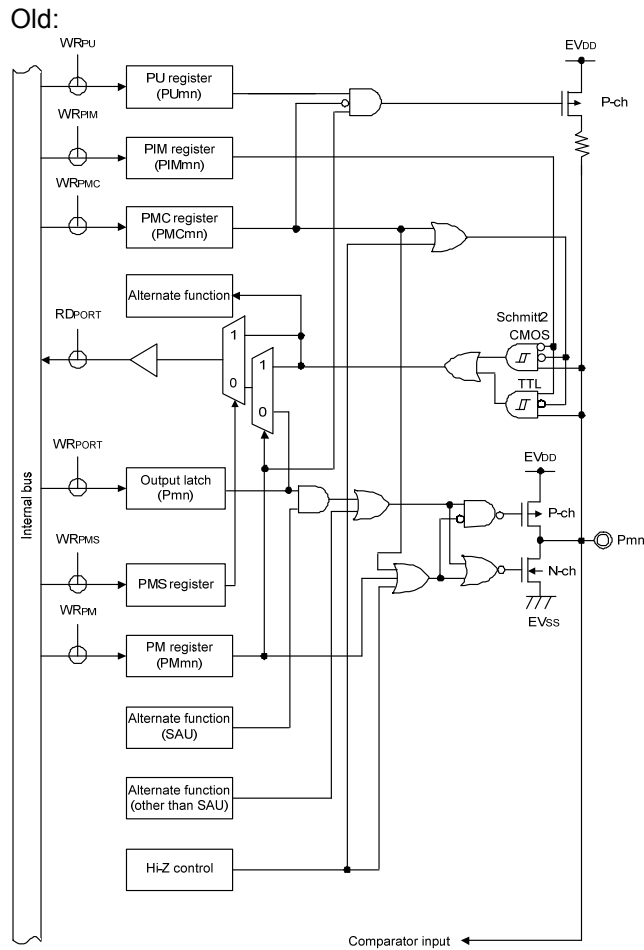 Old:
WRPU
EVDD
PU register
(PUmn)
P-ch
WRPIM
PIM register
(PIMmn)
WRPMC
PMC register
(PMCmn)
Alternate function
RDPORT
1
0
1
0
Schmitt2
CMOS
TTL
WRPORT
Output latch
(Pmn)
EVDD
P-ch
Pmn
Internal bus
WRPMS
PMS register
N-ch
EVSS
WRPM
PM register
(PMmn)
Alternate function
(SAU)
Alternate function
(other than SAU)
Hi-Z control
Comparator input